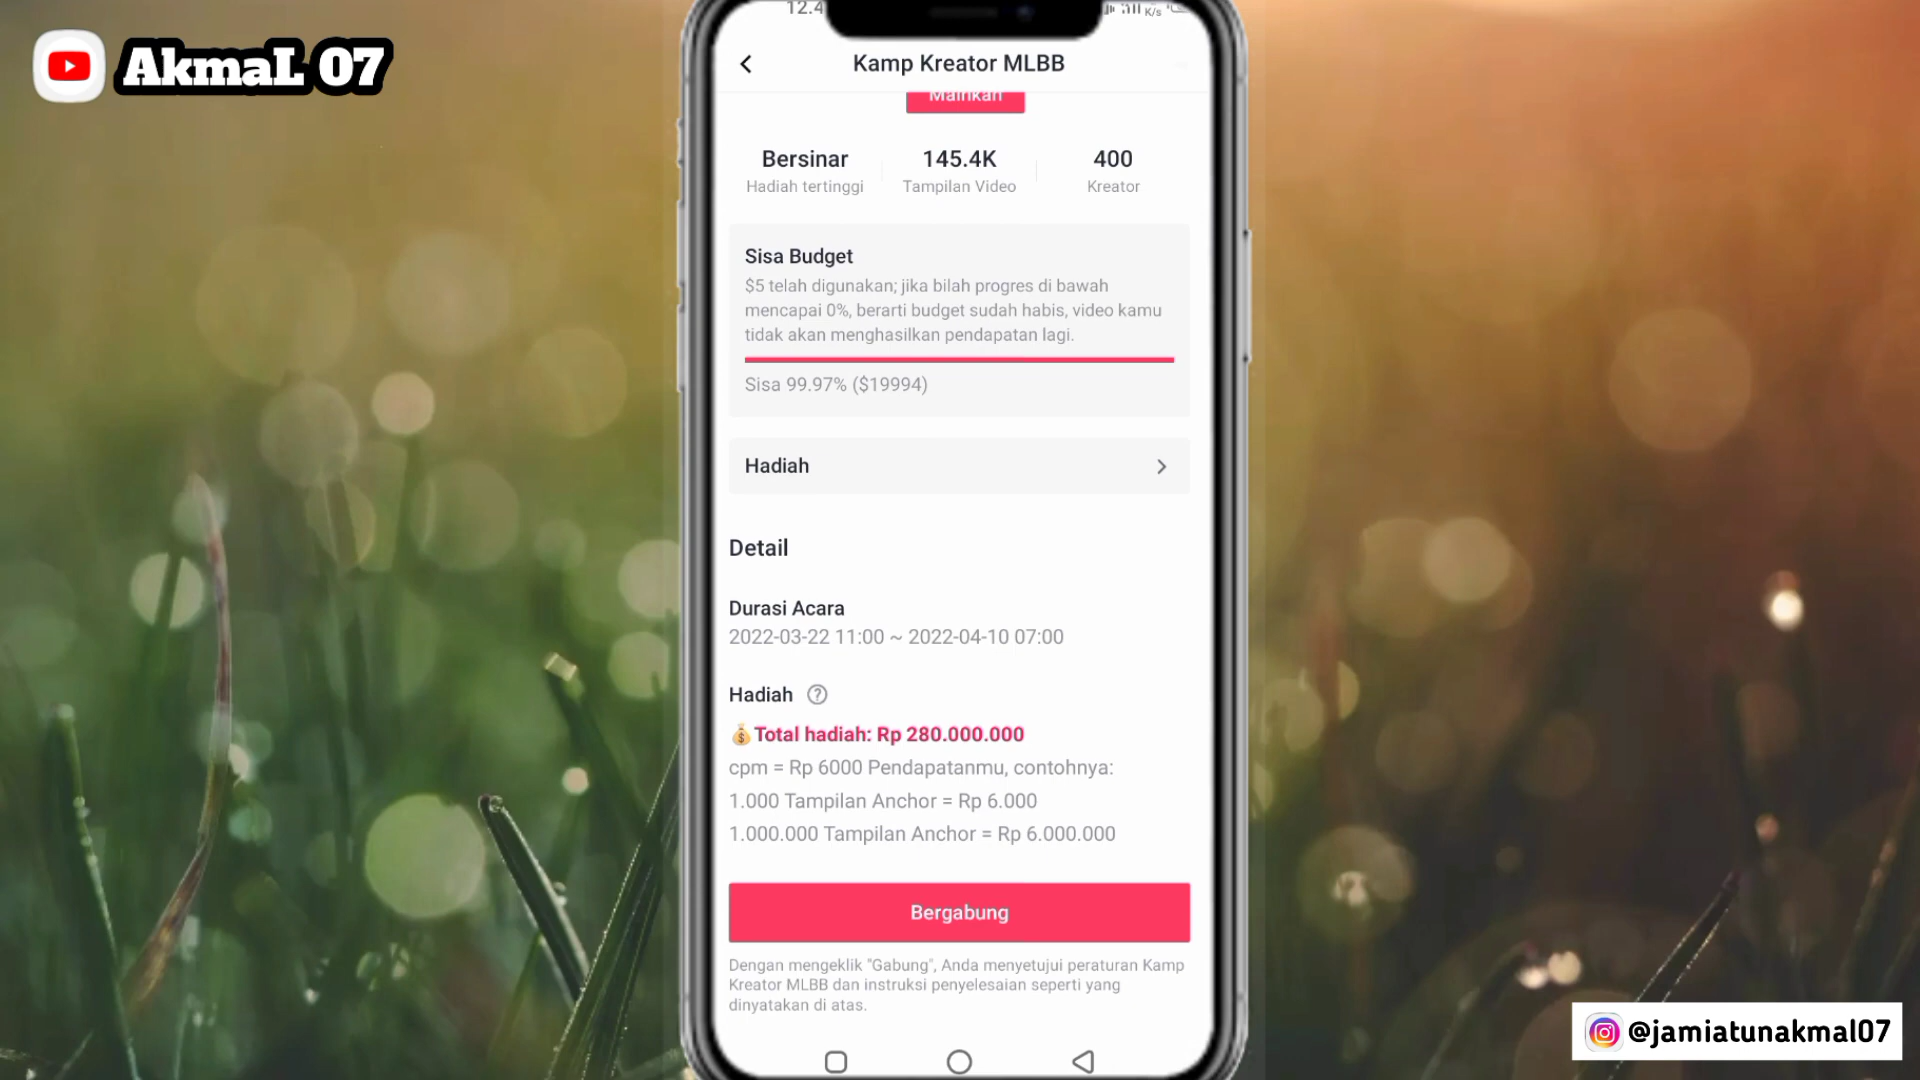 AkmaL 07
12.4
K/s
Kamp Kreator MLBB
Mainkan
Bersinar
Hadiah tertinggi
145.4K
Tampilan Video
400
Kreator
Sisa Budget
$5 telah digunakan; jika bilah progres di bawah
mencapai 0%, berarti budget sudah habis, video kamu
tidak akan menghasilkan pendapatan lagi.
Sisa 99.97% ($19994)
Hadiah
Detail
Durasi Acara
2022-03-22 11:00 ~ 2022-04-10 07:00
Hadiah
Total hadiah: Rp 280.000.000
cpm = Rp 6000 Pendapatanmu, contohnya:
1.000 Tampilan Anchor = Rp 6.000
1.000.000 Tampilan Anchor = Rp 6.000.000
Bergabung
Dengan mengeklik "Gabung", Anda menyetujui peraturan Kamp
Kreator MLBB dan instruksi penyelesaian seperti yang
dinyatakan di atas.
@jamiatunakmal07